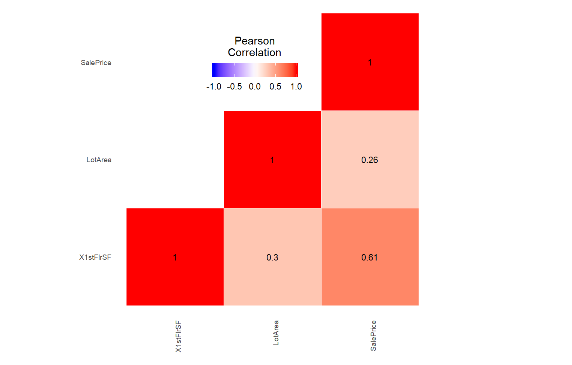 Pearson
Correlation
-1.0 -0.5 0.0 0.5 1.0
SalePrice
1
LotArea
1
0.26
X1stFlrSF
1
0.3
0.61
X1stFlrSF
LotArea
SalePrice